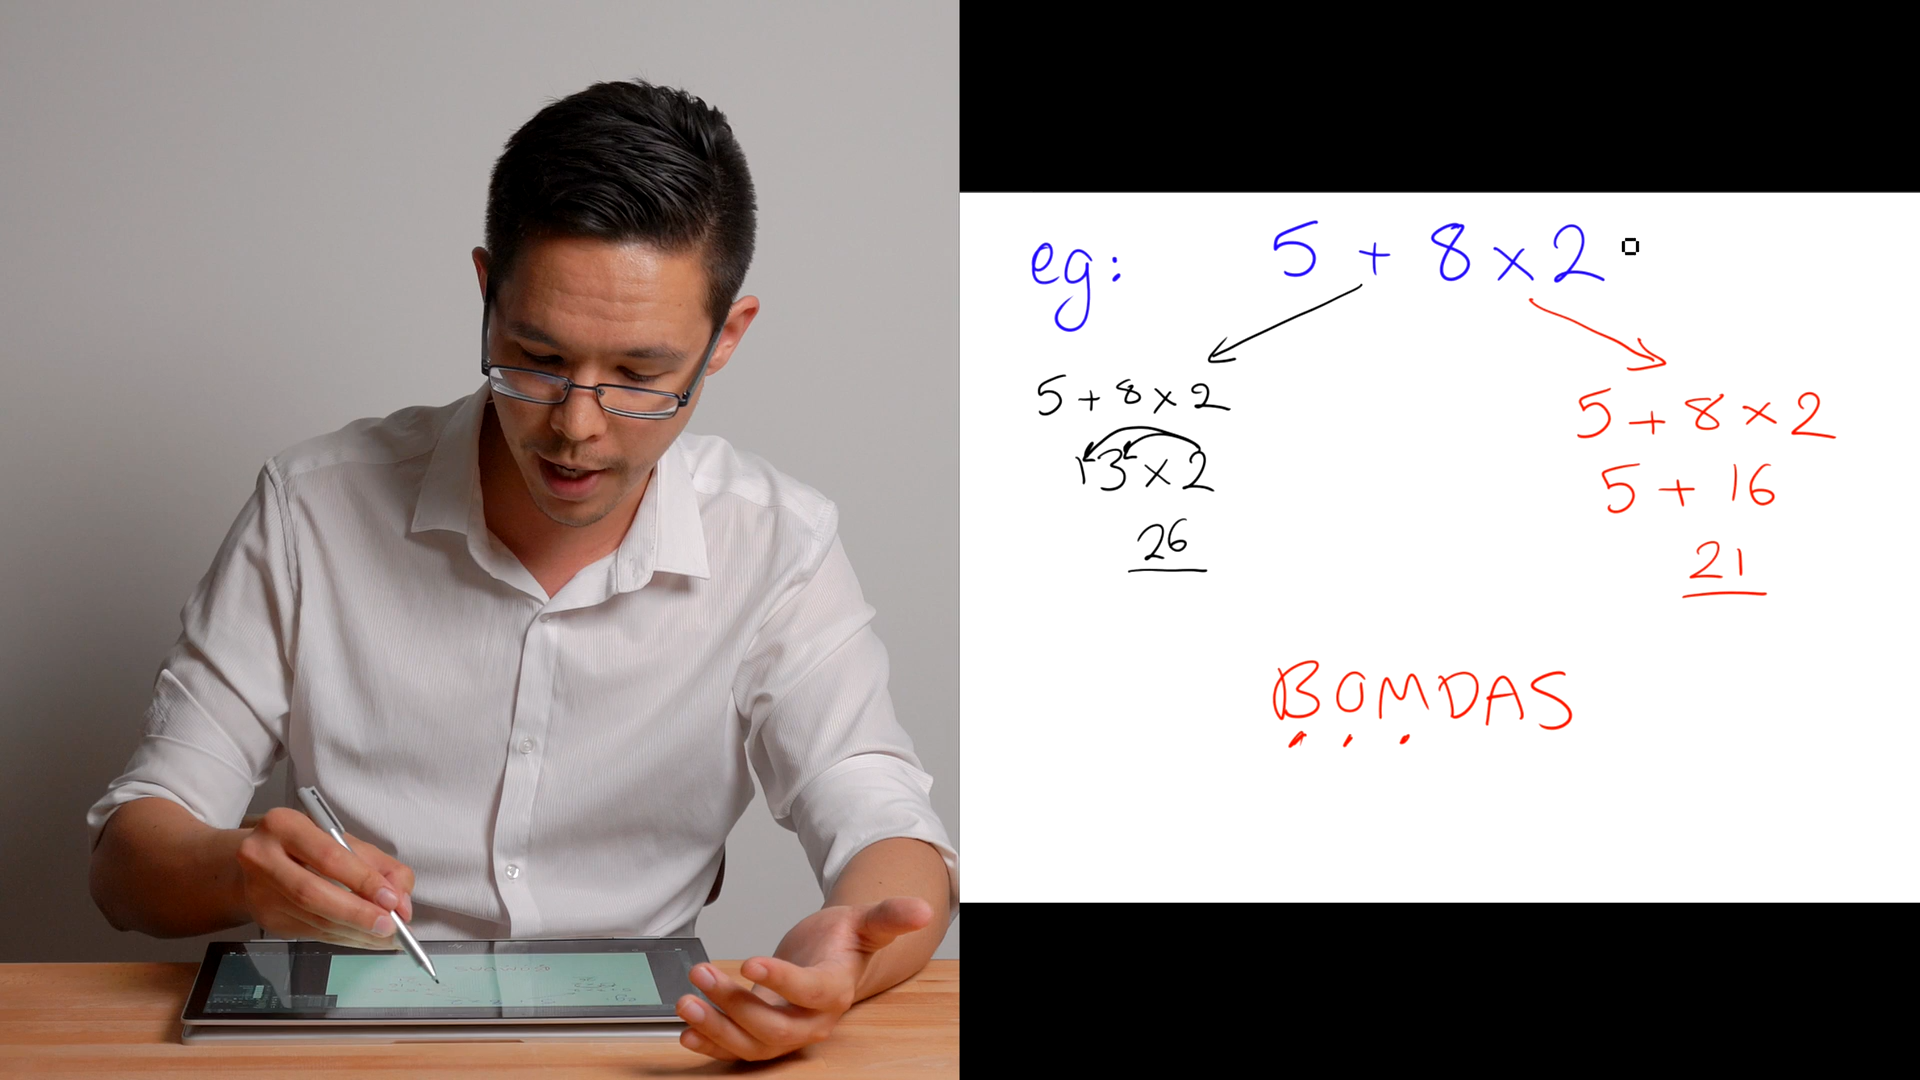 eg: 5 + 8 × 2
5 + 8 × 2
13 × 2
26
5 + 8 × 2
5 + 16
21
BOMDAS